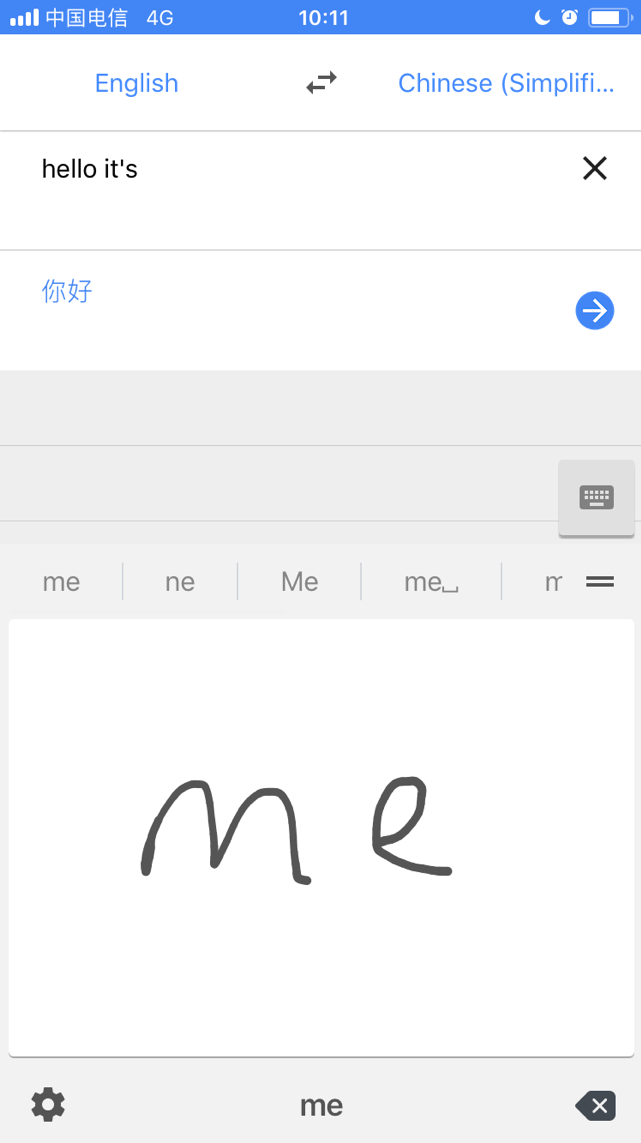 中国电信 4G 10:11
English Chinese (Simplifi...
hello it's
你好
me ne Me me␣
me
me